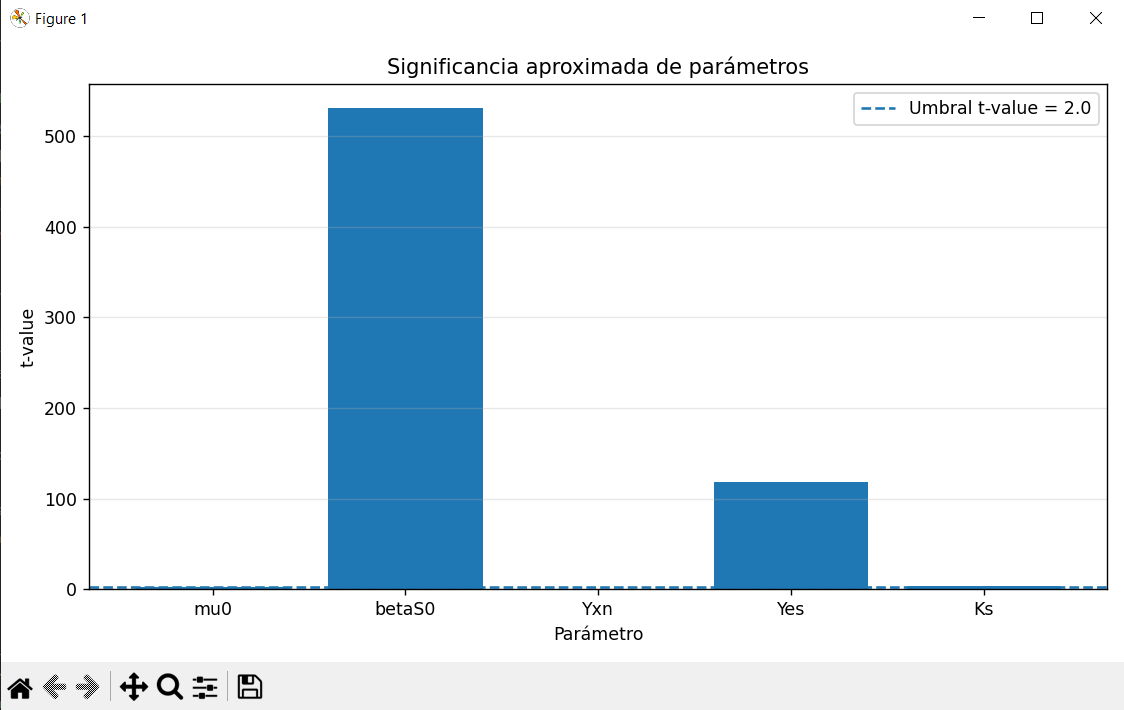 Figure 1
Significancia aproximada de parámetros
Umbral t-value = 2.0
500
400
300
200
100
0
t-value
mu0 betaS0 Yxn Yes Ks
Parámetro